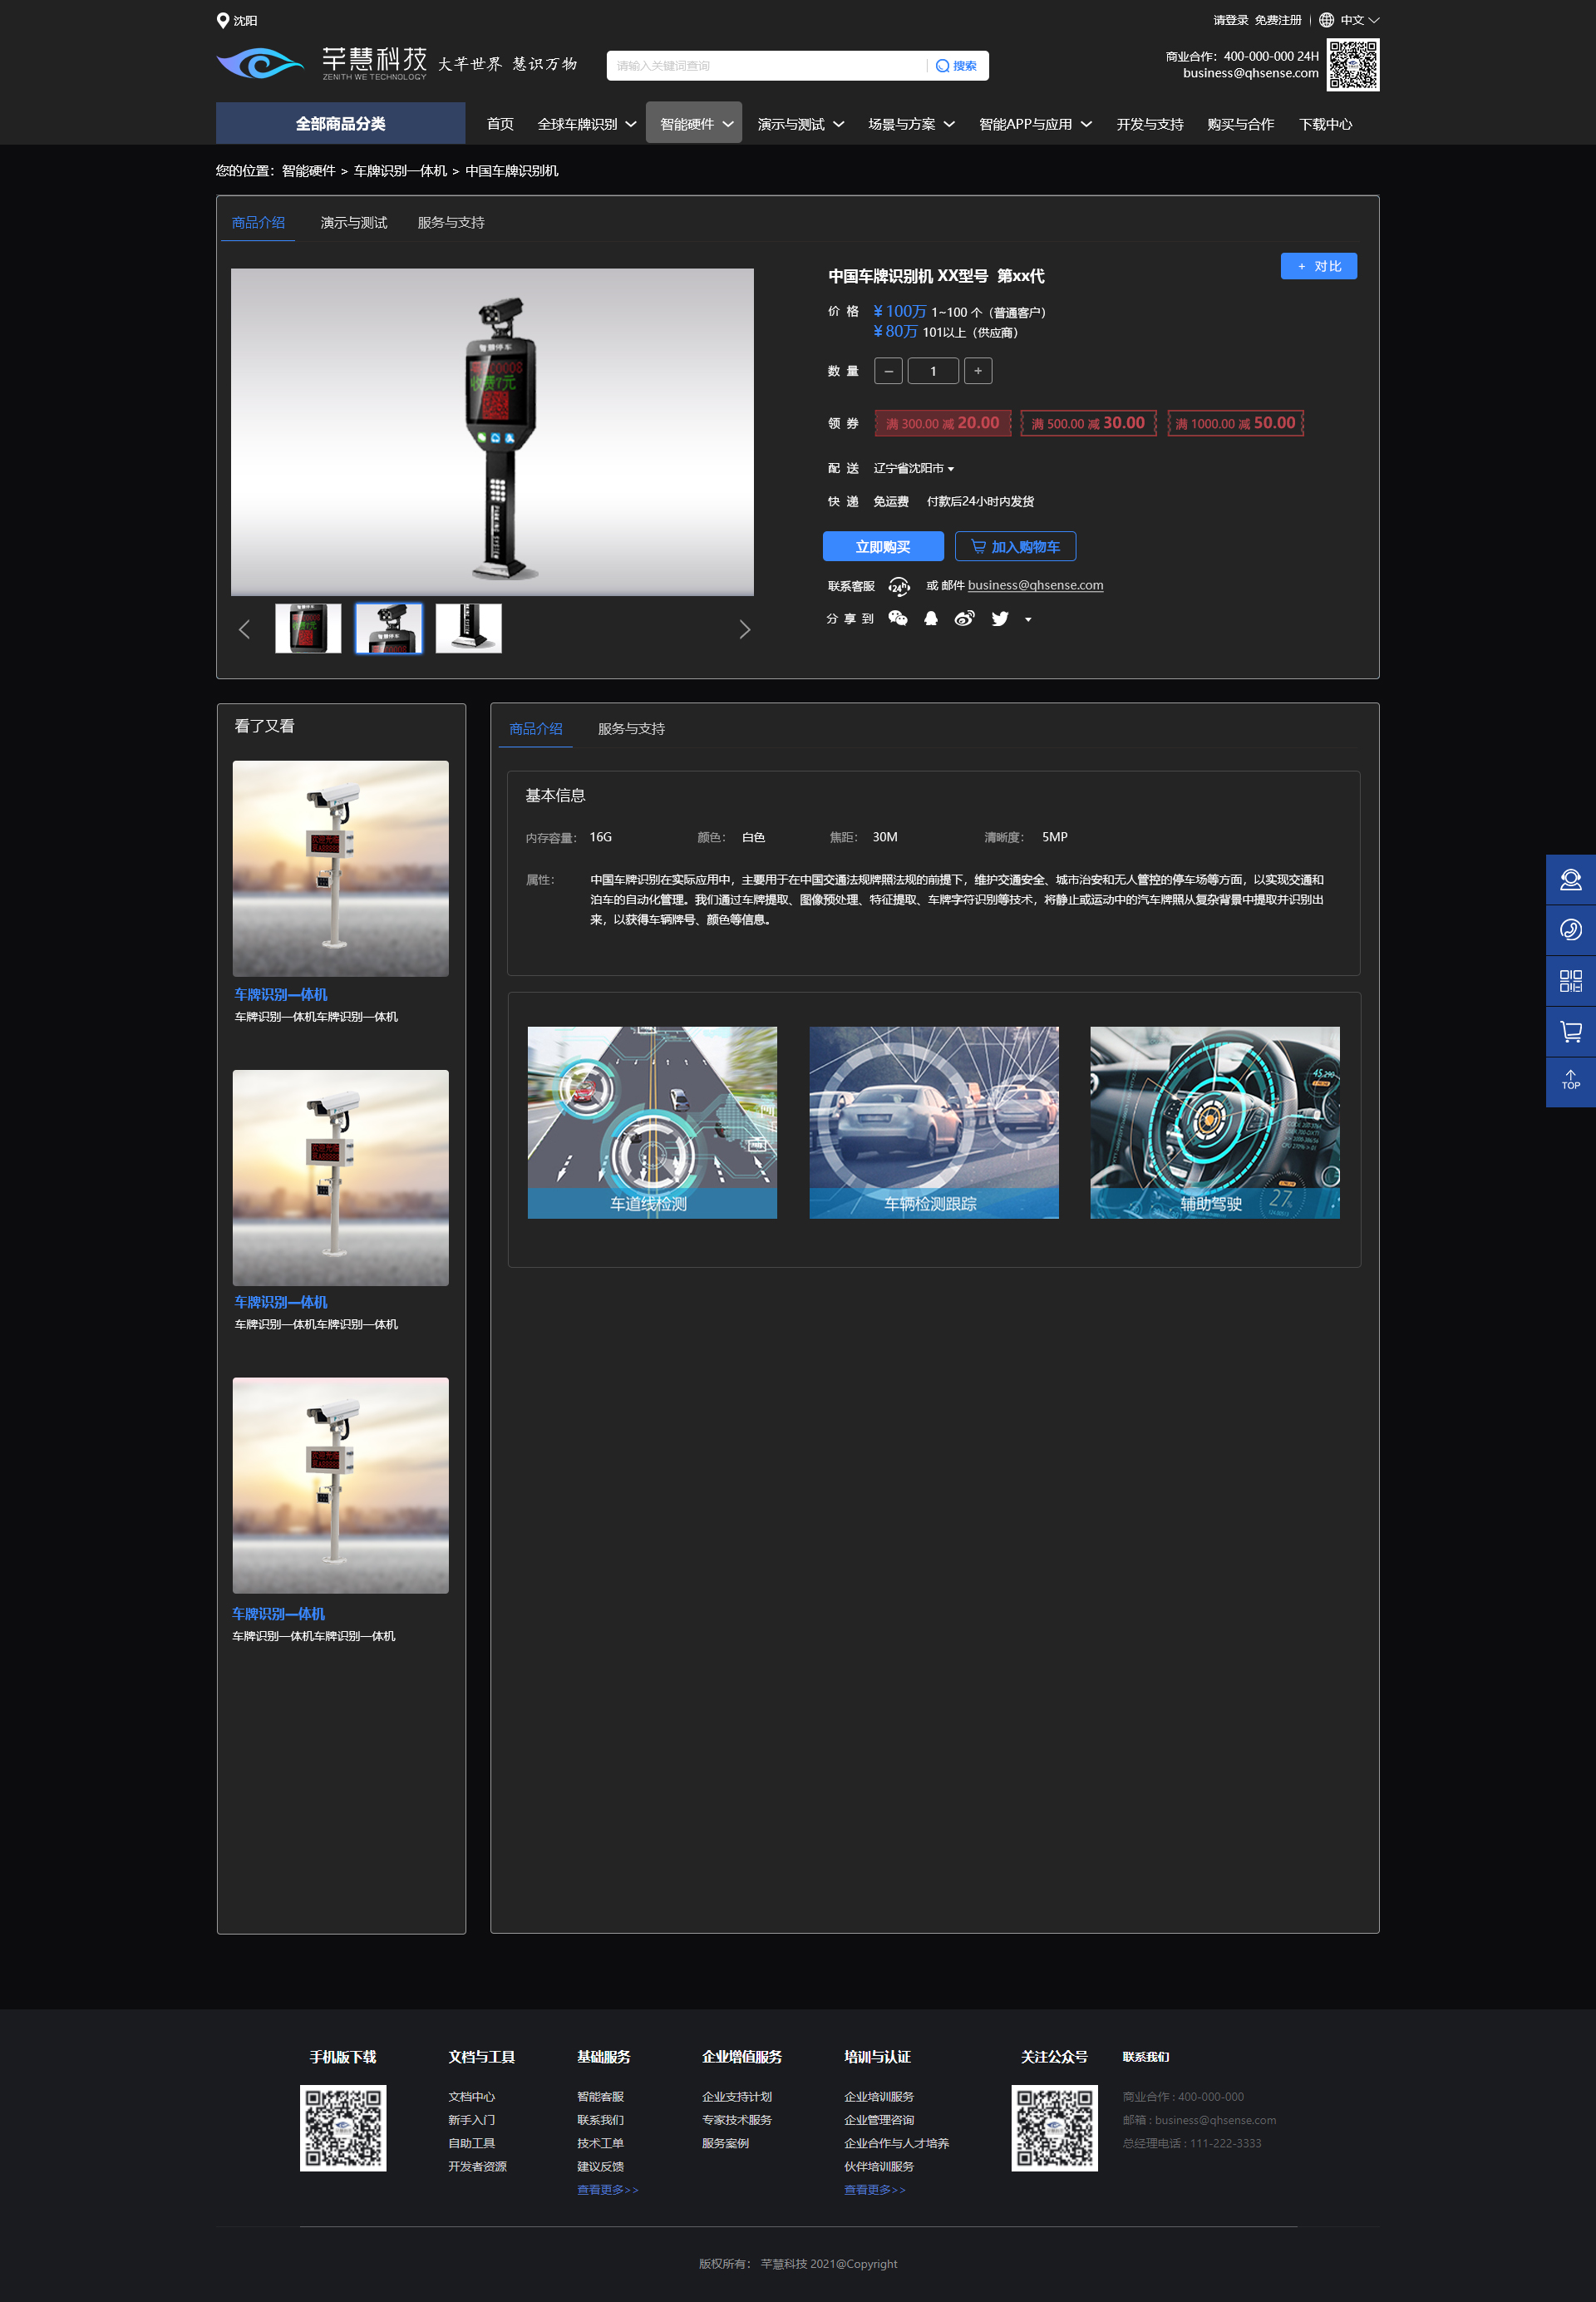 沈阳
请登录 免费注册 | 中文
芊慧科技
ZENITH WE TECHNOLOGY
大芊世界 慧识万物
请输入关键词查询
搜索
商业合作：400-000-000 24H
business@qhsense.com
全部商品分类
首页 全球车牌识别 智能硬件 演示与测试 场景与方案 智能APP与应用 开发与支持 购买与合作 下载中心
您的位置：智能硬件 > 车牌识别一体机 > 中国车牌识别机
商品介绍 演示与测试 服务与支持
+ 对比
智慧停车
收费7元
PARKING SYSTEM
中国车牌识别机 XX型号 第xx代
价 格 ¥100万 1~100 个（普通客户）
¥80万 101以上（供应商）
数 量 − 1 +
领 券 满 300.00 减 20.00 满 500.00 减 30.00 满 1000.00 减 50.00
配 送 辽宁省沈阳市
快 递 免运费 付款后24小时内发货
立即购买 加入购物车
联系客服 24h 或 邮件 business@qhsense.com
分 享 到
看了又看
车牌识别一体机
车牌识别一体机车牌识别一体机
车牌识别一体机
车牌识别一体机车牌识别一体机
车牌识别一体机
车牌识别一体机车牌识别一体机
商品介绍 服务与支持
基本信息
内存容量： 16G 颜色： 白色 焦距： 30M 清晰度： 5MP
属性： 中国车牌识别在实际应用中，主要用于在中国交通法规牌照法规的前提下，维护交通安全、城市治安和无人管控的停车场等方面，以实现交通和
泊车的自动化管理。我们通过车牌提取、图像预处理、特征提取、车牌字符识别等技术，将静止或运动中的汽车牌照从复杂背景中提取并识别出
来，以获得车辆牌号、颜色等信息。
45,290
27%
车道线检测 车辆检测跟踪 辅助驾驶
TOP
手机版下载
文档与工具
文档中心
新手入门
自助工具
开发者资源
基础服务
智能客服
联系我们
技术工单
建议反馈
查看更多>>
企业增值服务
企业支持计划
专家技术服务
服务案例
培训与认证
企业培训服务
企业管理咨询
企业合作与人才培养
伙伴培训服务
查看更多>>
关注公众号
联系我们
商业合作 : 400-000-000
邮箱 : business@qhsense.com
总经理电话 : 111-222-3333
版权所有： 芊慧科技 2021@Copyright